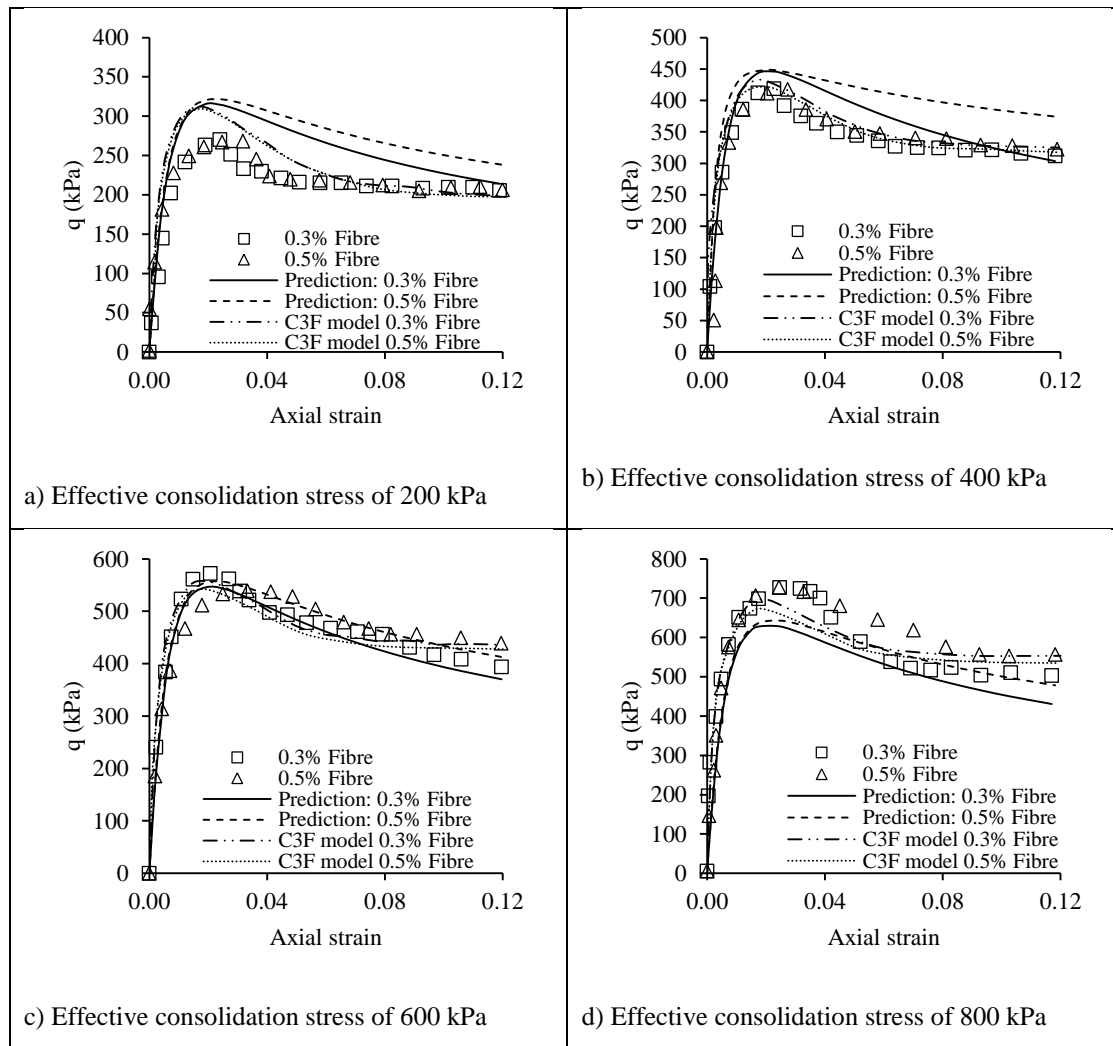 400
350
300
250
200
150
100
50
0
q (kPa)
0.3% Fibre
0.5% Fibre
Prediction: 0.3% Fibre
Prediction: 0.5% Fibre
C3F model 0.3% Fibre
C3F model 0.5% Fibre
0.00 0.04 0.08 0.12
Axial strain
a) Effective consolidation stress of 200 kPa
500
450
400
350
300
250
200
150
100
50
0
q (kPa)
0.3% Fibre
0.5% Fibre
Prediction: 0.3% Fibre
Prediction: 0.5% Fibre
C3F model 0.3% Fibre
C3F model 0.5% Fibre
0.00 0.04 0.08 0.12
Axial strain
b) Effective consolidation stress of 400 kPa
600
500
400
300
200
100
0
q (kPa)
0.3% Fibre
0.5% Fibre
Prediction: 0.3% Fibre
Prediction: 0.5% Fibre
C3F model 0.3% Fibre
C3F model 0.5% Fibre
0.00 0.04 0.08 0.12
Axial strain
c) Effective consolidation stress of 600 kPa
800
700
600
500
400
300
200
100
0
q (kPa)
0.3% Fibre
0.5% Fibre
Prediction: 0.3% Fibre
Prediction: 0.5% Fibre
C3F model 0.3% Fibre
C3F model 0.5% Fibre
0.00 0.04 0.08 0.12
Axial strain
d) Effective consolidation stress of 800 kPa